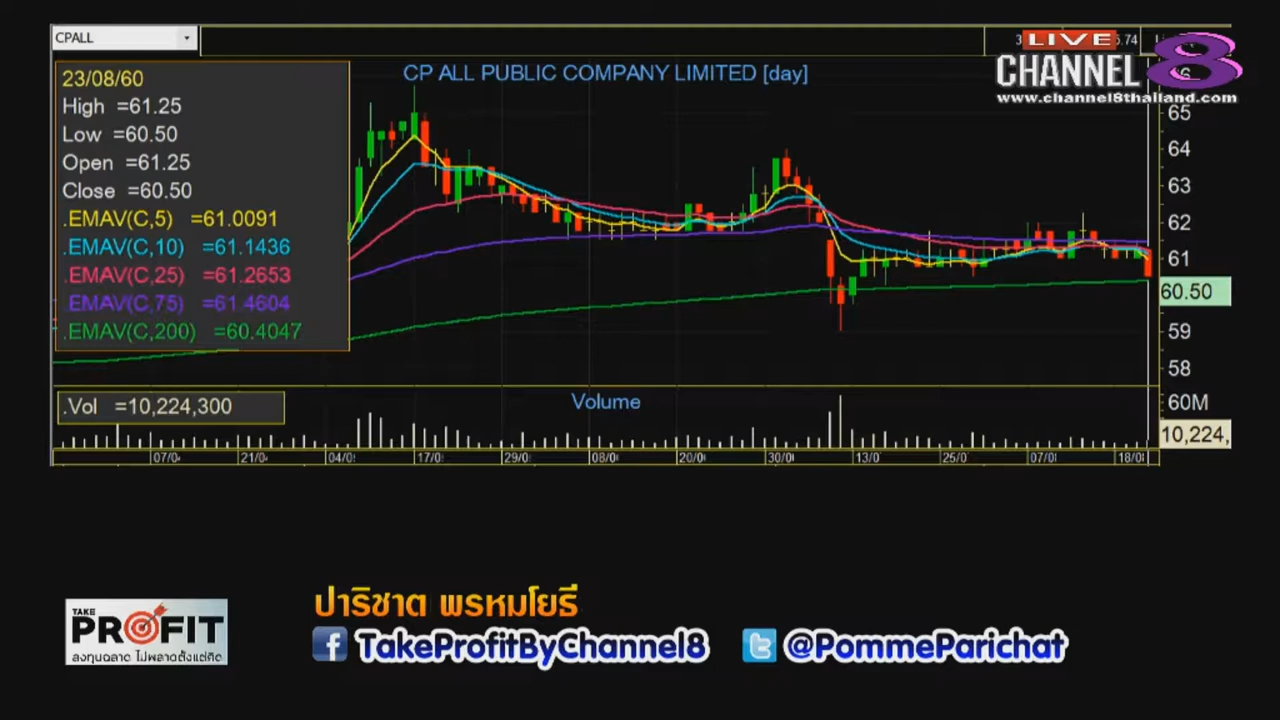 CPALL
LIVE
CHANNEL 8
www.channel8thailand.com
CP ALL PUBLIC COMPANY LIMITED [day]
23/08/60
High =61.25
Low =60.50
Open =61.25
Close =60.50
.EMAV(C,5) =61.0091
.EMAV(C,10) =61.1436
.EMAV(C,25) =61.2653
.EMAV(C,75) =61.4604
.EMAV(C,200) =60.4047
65
64
63
62
61
60.50
59
58
.Vol =10,224,300
Volume
60M
10,224,
07/0 21/0 04/0 17/0 29/0 08/0 20/0 30/0 13/0 25/0 07/0 18/0
TAKE
PROFIT
ลงทุนฉลาด ไม่พลาดตั้งแต่คิด
ปาริชาต พรหมโยธี
TakeProfitByChannel8
@PommeParichat